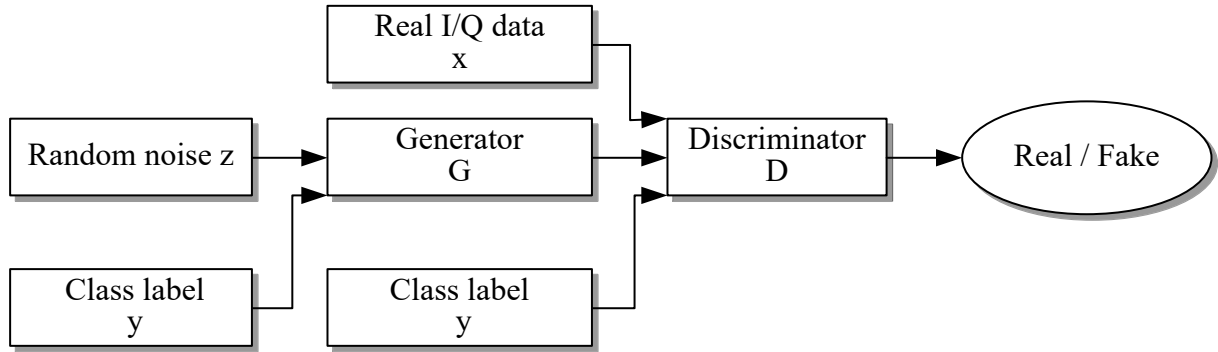 Real I/Q data
x
Random noise z
Generator
G
Discriminator
D
Real / Fake
Class label
y
Class label
y